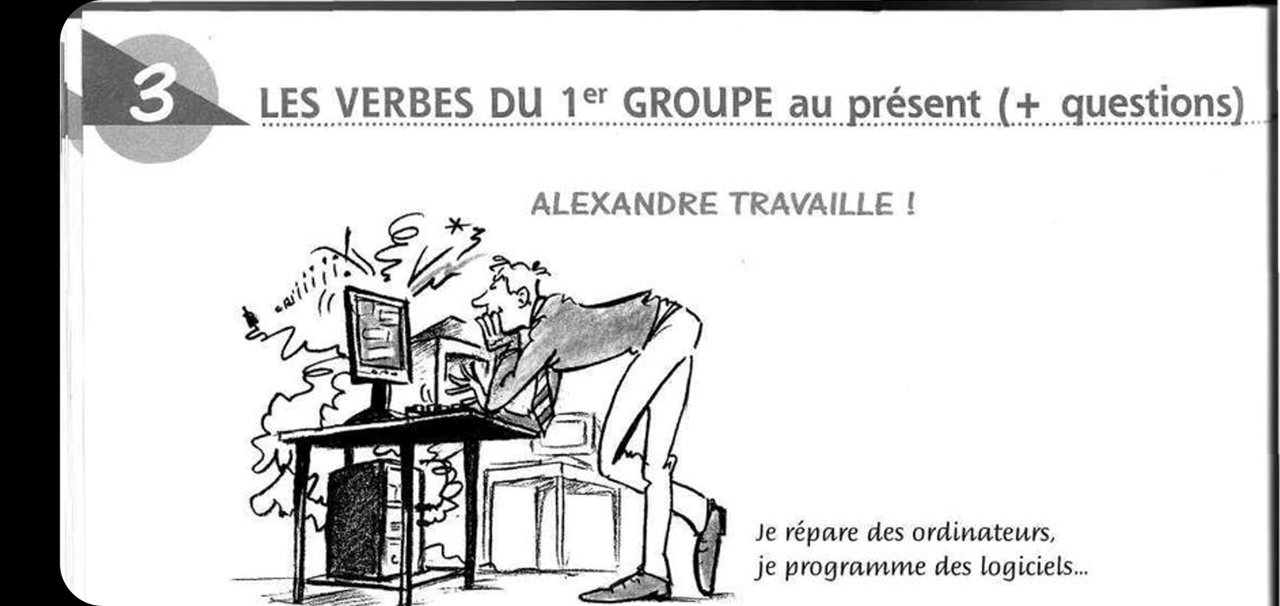 3
LES VERBES DU 1er GROUPE au présent (+ questions)
ALEXANDRE TRAVAILLE !
Je répare des ordinateurs,
je programme des logiciels...